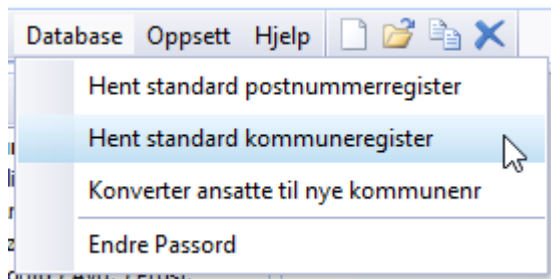 Database Oppsett Hjelp
Hent standard postnummerregister
Hent standard kommuneregister
Konverter ansatte til nye kommunenr
Endre Passord